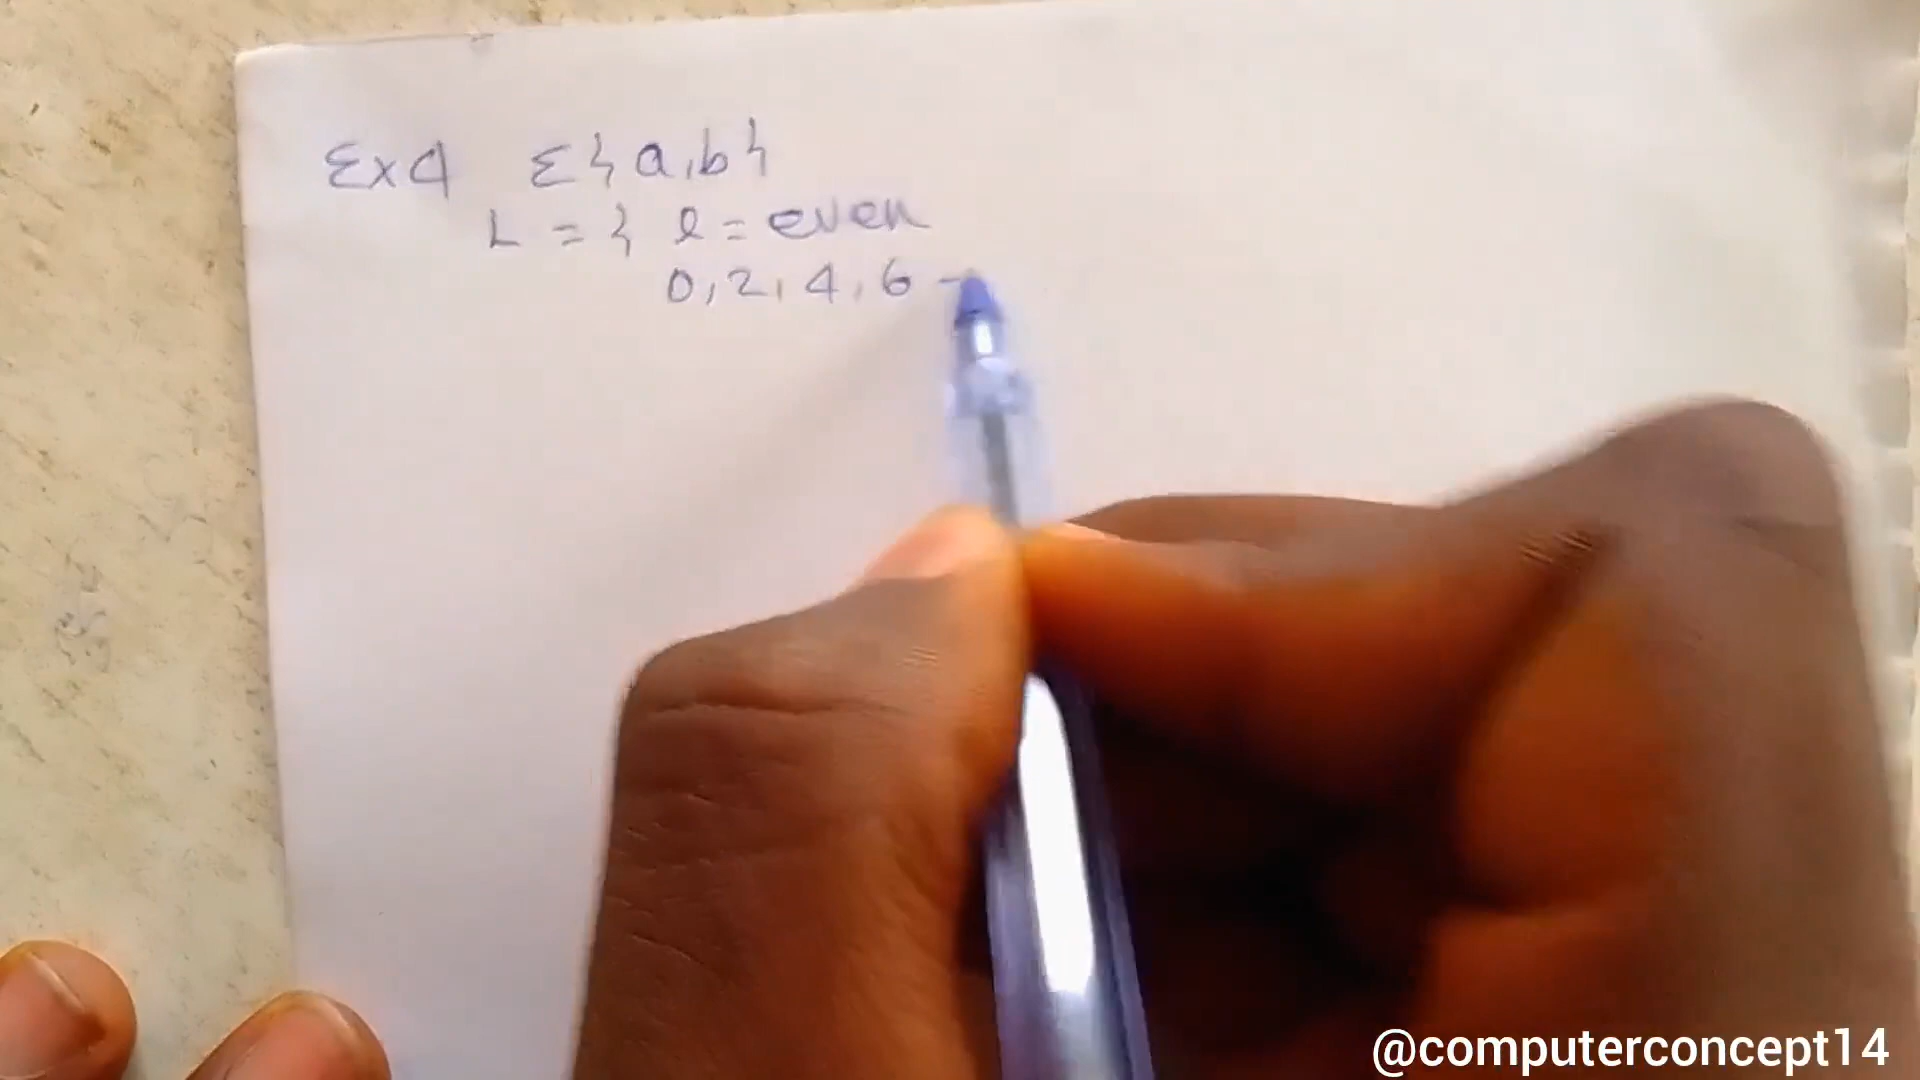 Ex4 Σ{a,b}
L = { l = even
0, 2, 4, 6 -
@computerconcept14